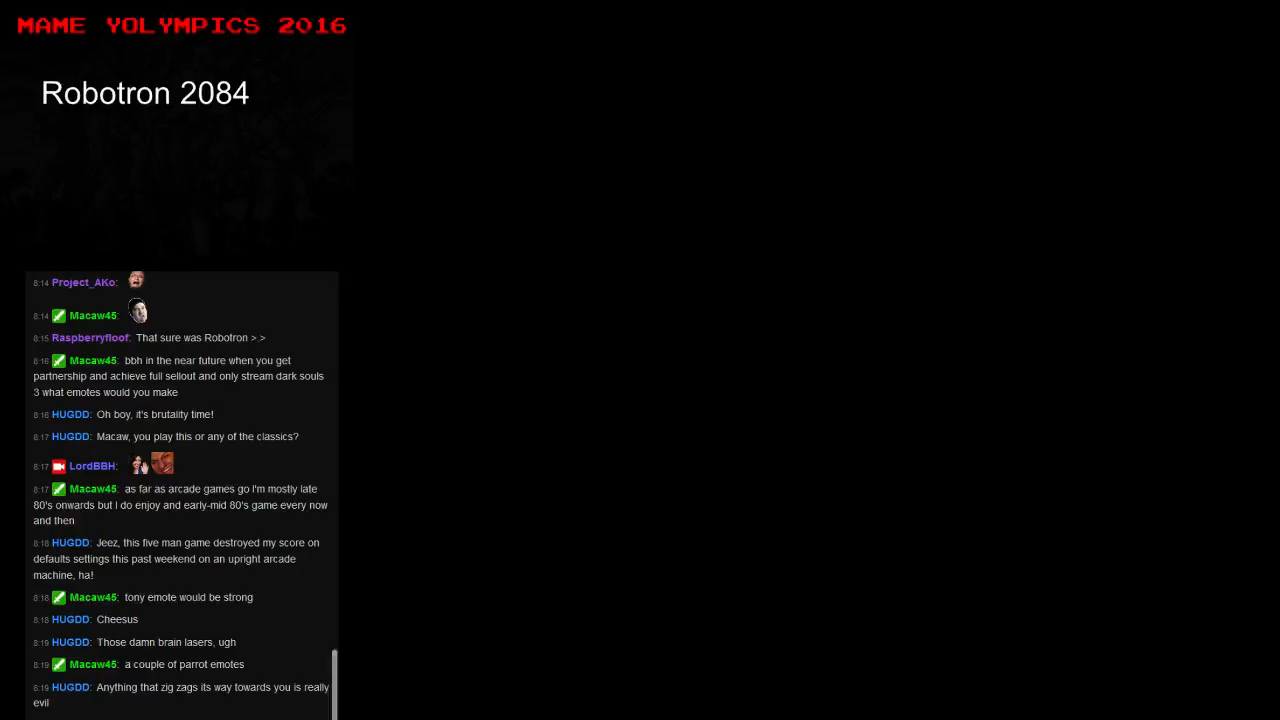 MAME YOLYMPICS 2016
Robotron 2084
8:14 Project_AKo:
8:14 Macaw45:
8:15 Raspberryfloof: That sure was Robotron >.>
8:16 Macaw45: bbh in the near future when you get
partnership and achieve full sellout and only stream dark souls
3 what emotes would you make
8:16 HUGDD: Oh boy, it's brutality time!
8:17 HUGDD: Macaw, you play this or any of the classics?
8:17 LordBBH:
8:17 Macaw45: as far as arcade games go I'm mostly late
80's onwards but I do enjoy and early-mid 80's game every now
and then
8:18 HUGDD: Jeez, this five man game destroyed my score on
defaults settings this past weekend on an upright arcade
machine, ha!
8:18 Macaw45: tony emote would be strong
8:18 HUGDD: Cheesus
8:19 HUGDD: Those damn brain lasers, ugh
8:19 Macaw45: a couple of parrot emotes
8:19 HUGDD: Anything that zig zags its way towards you is really
evil